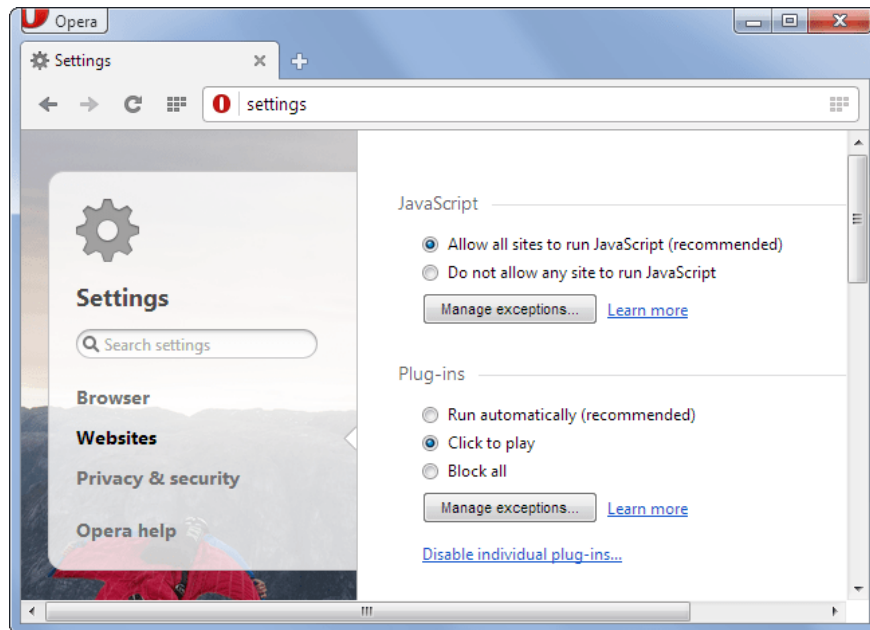 Opera
Settings
settings
Settings
Search settings
Browser
Websites
Privacy & security
Opera help
JavaScript
Allow all sites to run JavaScript (recommended)
Do not allow any site to run JavaScript
Manage exceptions... Learn more
Plug-ins
Run automatically (recommended)
Click to play
Block all
Manage exceptions... Learn more
Disable individual plug-ins...